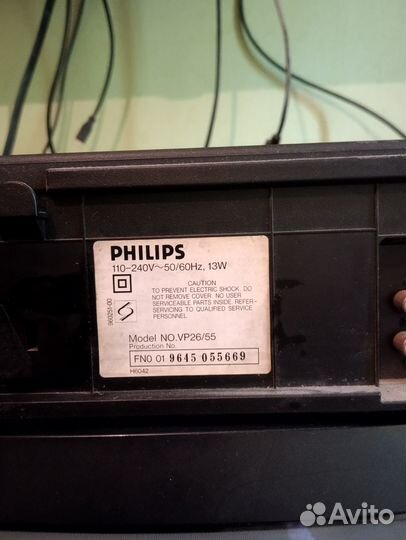 PHILIPS
110-240V~50/60Hz, 13W
CAUTION
TO PREVENT ELECTRIC SHOCK. DO
NOT REMOVE COVER. NO USER
SERVICEABLE PARTS INSIDE. REFER-
SERVICING TO QUALIFIED SERVICE
PERSONNEL.
960251-00
Model NO.VP26/55
Production No.
FN0 01 9645 055669
H6042
Avito